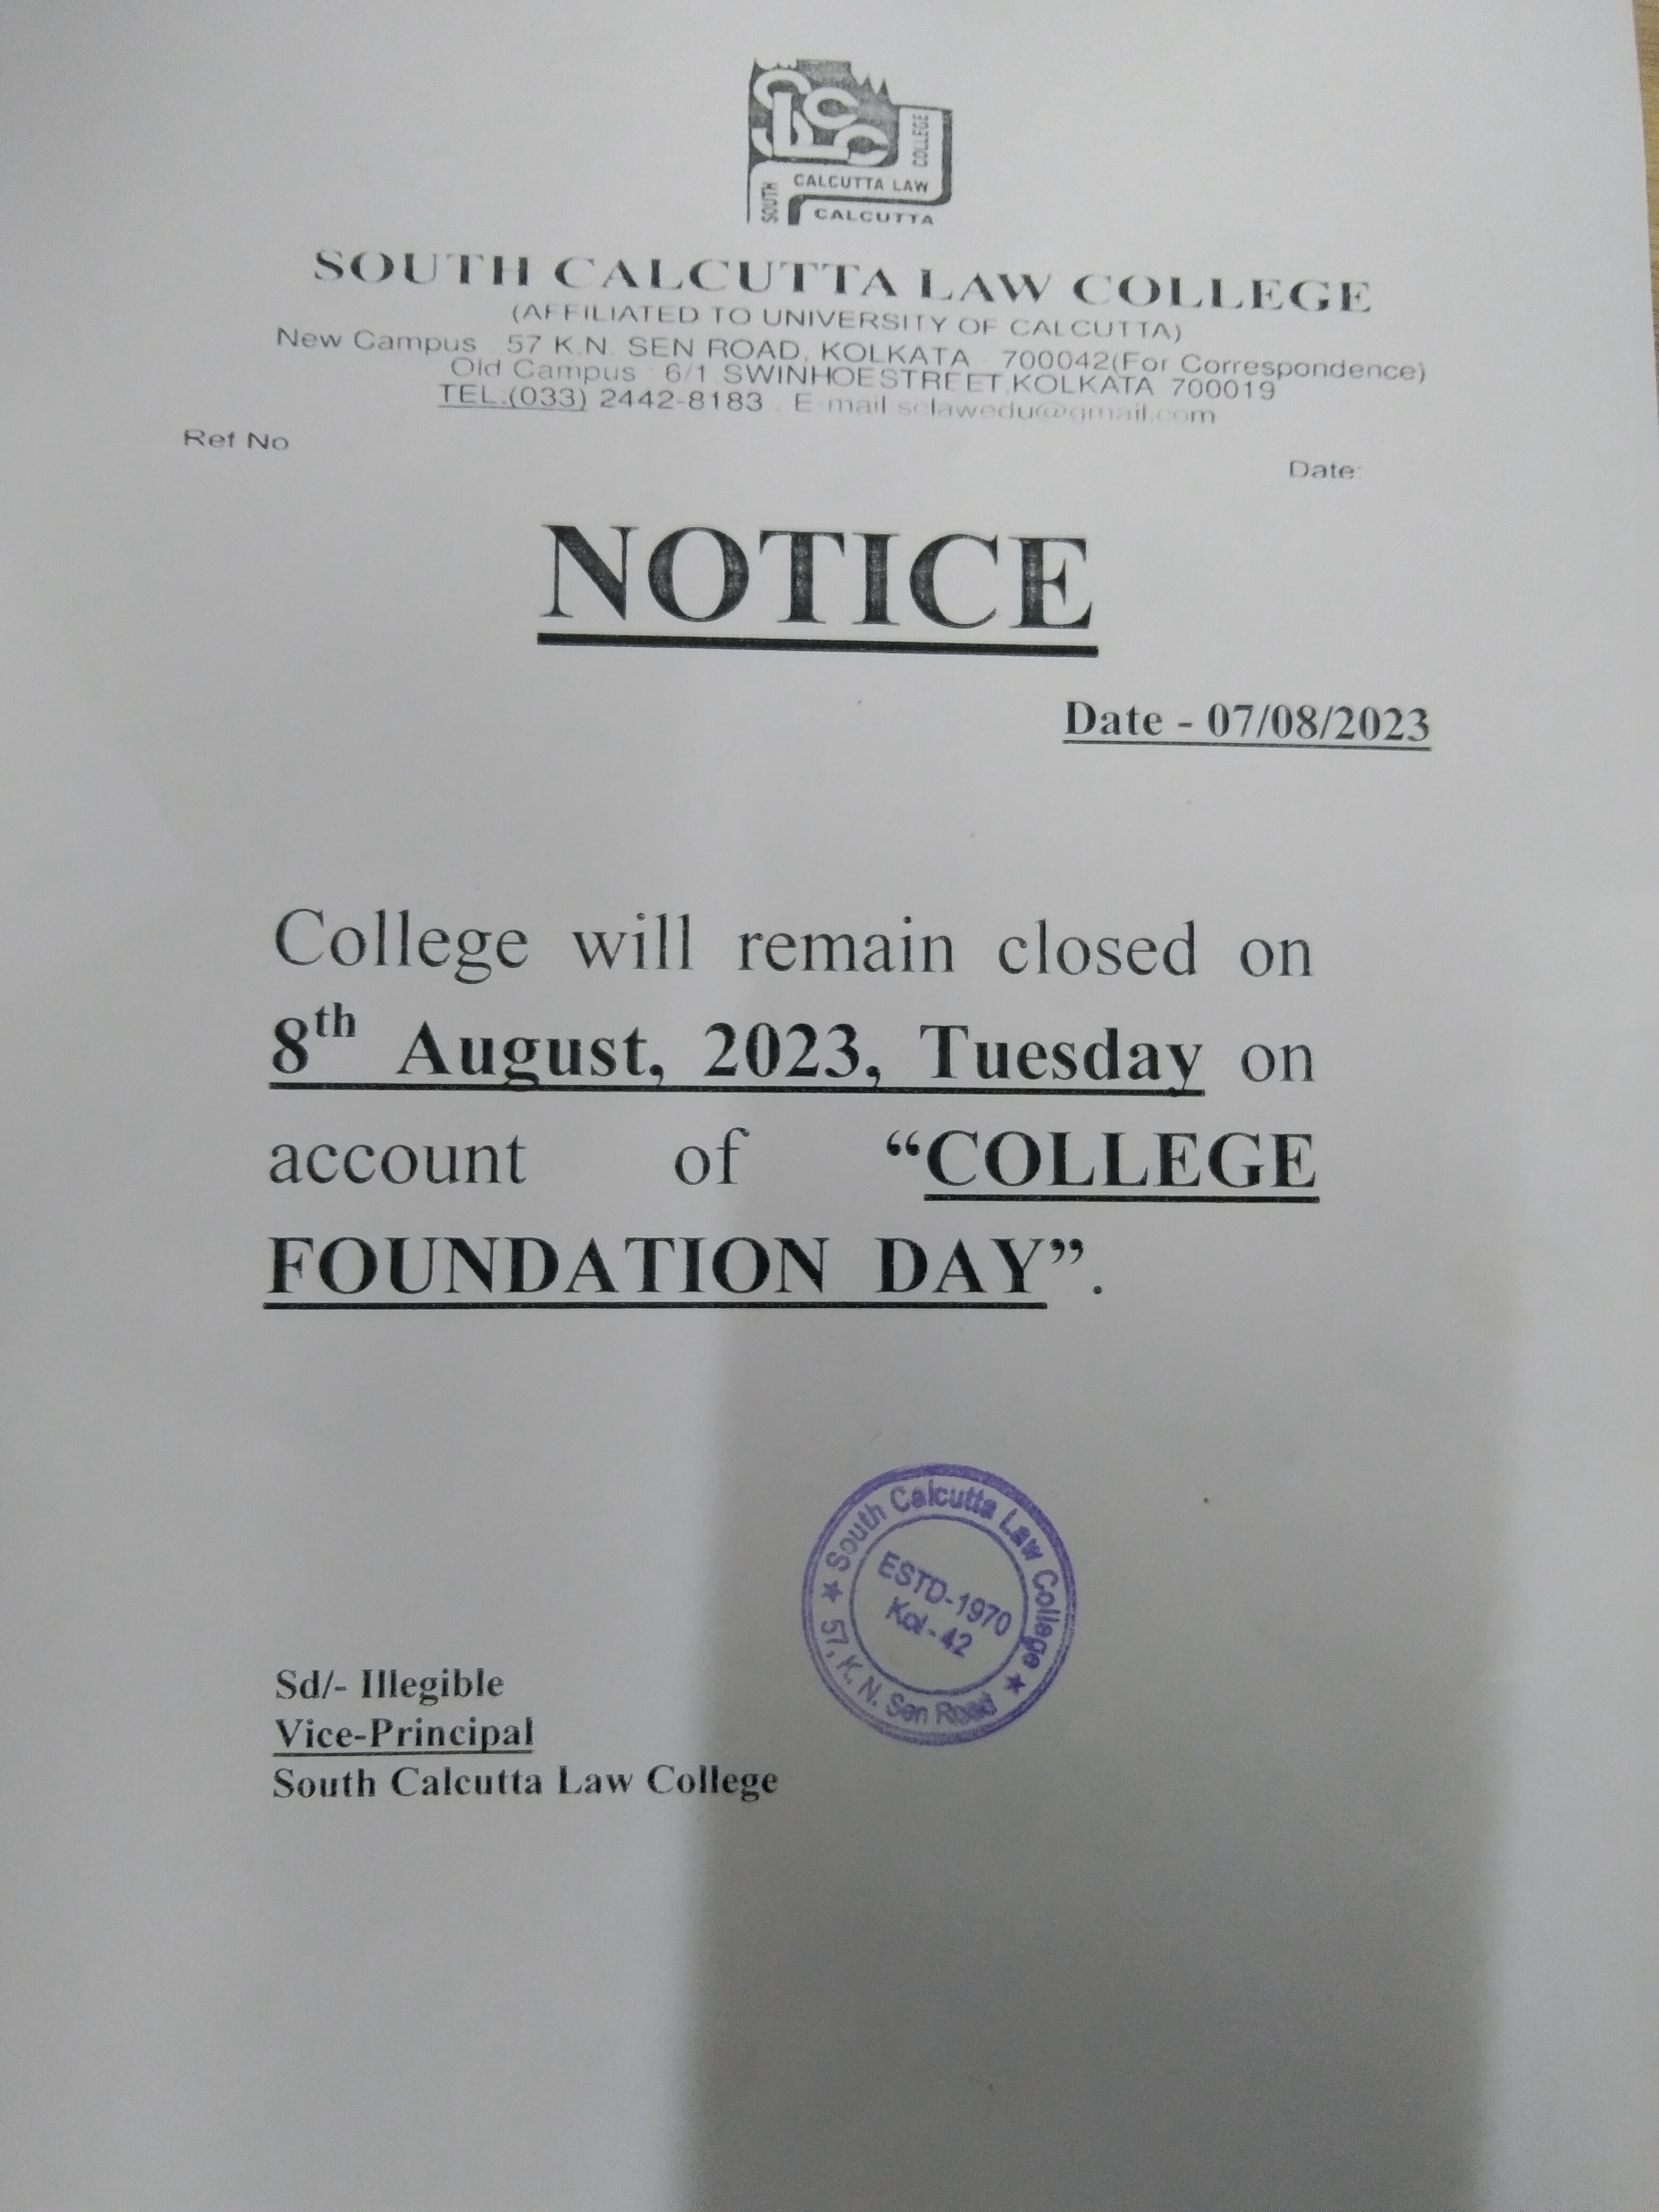 SCLC
SOUTH
CALCUTTA LAW
COLLEGE
CALCUTTA
SOUTH CALCUTTA LAW COLLEGE
(AFFILIATED TO UNIVERSITY OF CALCUTTA)
New Campus 57 K.N. SEN ROAD, KOLKATA - 700042(For Correspondence)
Old Campus : 6/1 SWINHOESTREET,KOLKATA 700019
TEL.(033) 2442-8183 . E-mail sclawedu@gmail.com
Ref No
Date:
NOTICE
Date - 07/08/2023
College will remain closed on
8th August, 2023, Tuesday on
account of “COLLEGE
FOUNDATION DAY”.
South Calcutta Law College
ESTD-1970
Kol-42
57, K. N. Sen Road
Sd/- Illegible
Vice-Principal
South Calcutta Law College